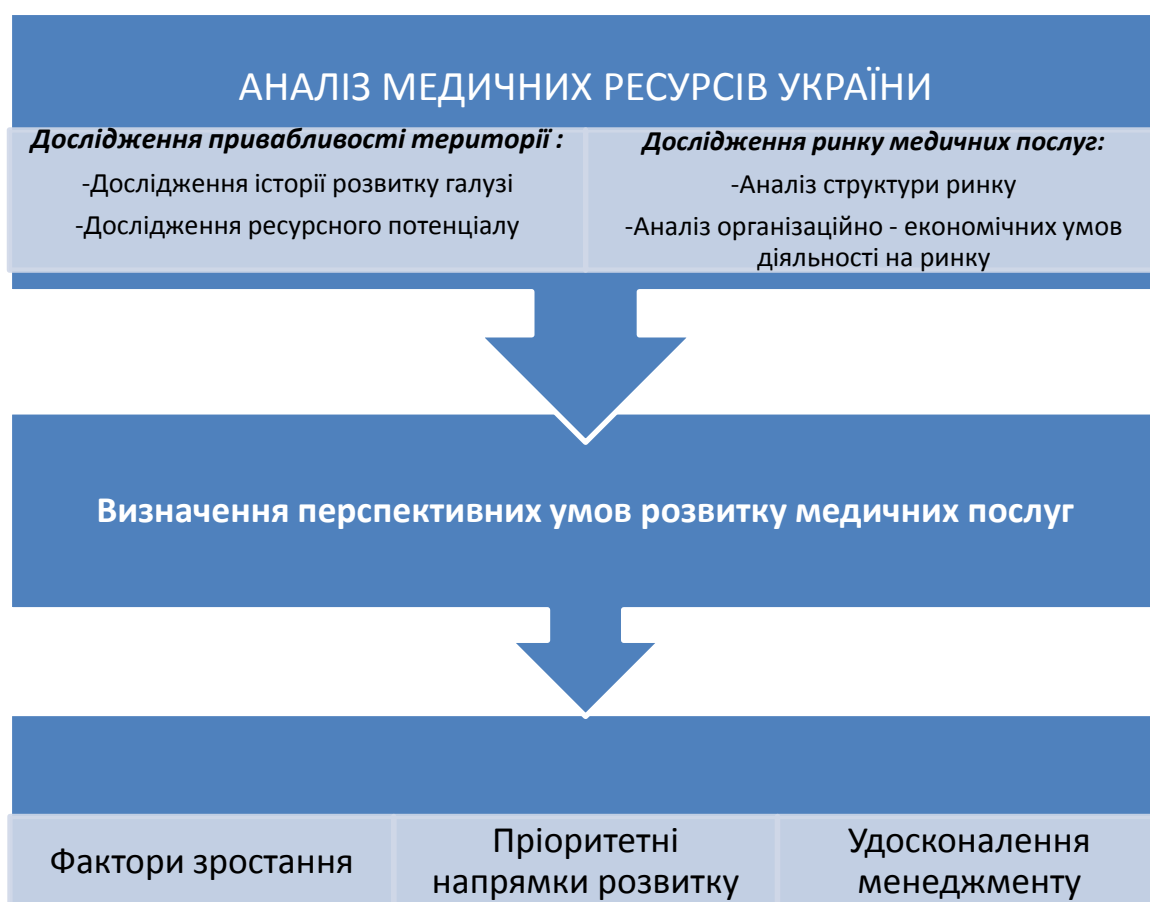 АНАЛІЗ МЕДИЧНИХ РЕСУРСІВ УКРАЇНИ
Дослідження привабливості території :
-Дослідження історії розвитку галузі
-Дослідження ресурсного потенціалу
Дослідження ринку медичних послуг:
-Аналіз структури ринку
-Аналіз організаційно - економічних умов
діяльності на ринку
Визначення перспективних умов розвитку медичних послуг
Фактори зростання
Пріоритетні
напрямки розвитку
Удосконалення
менеджменту